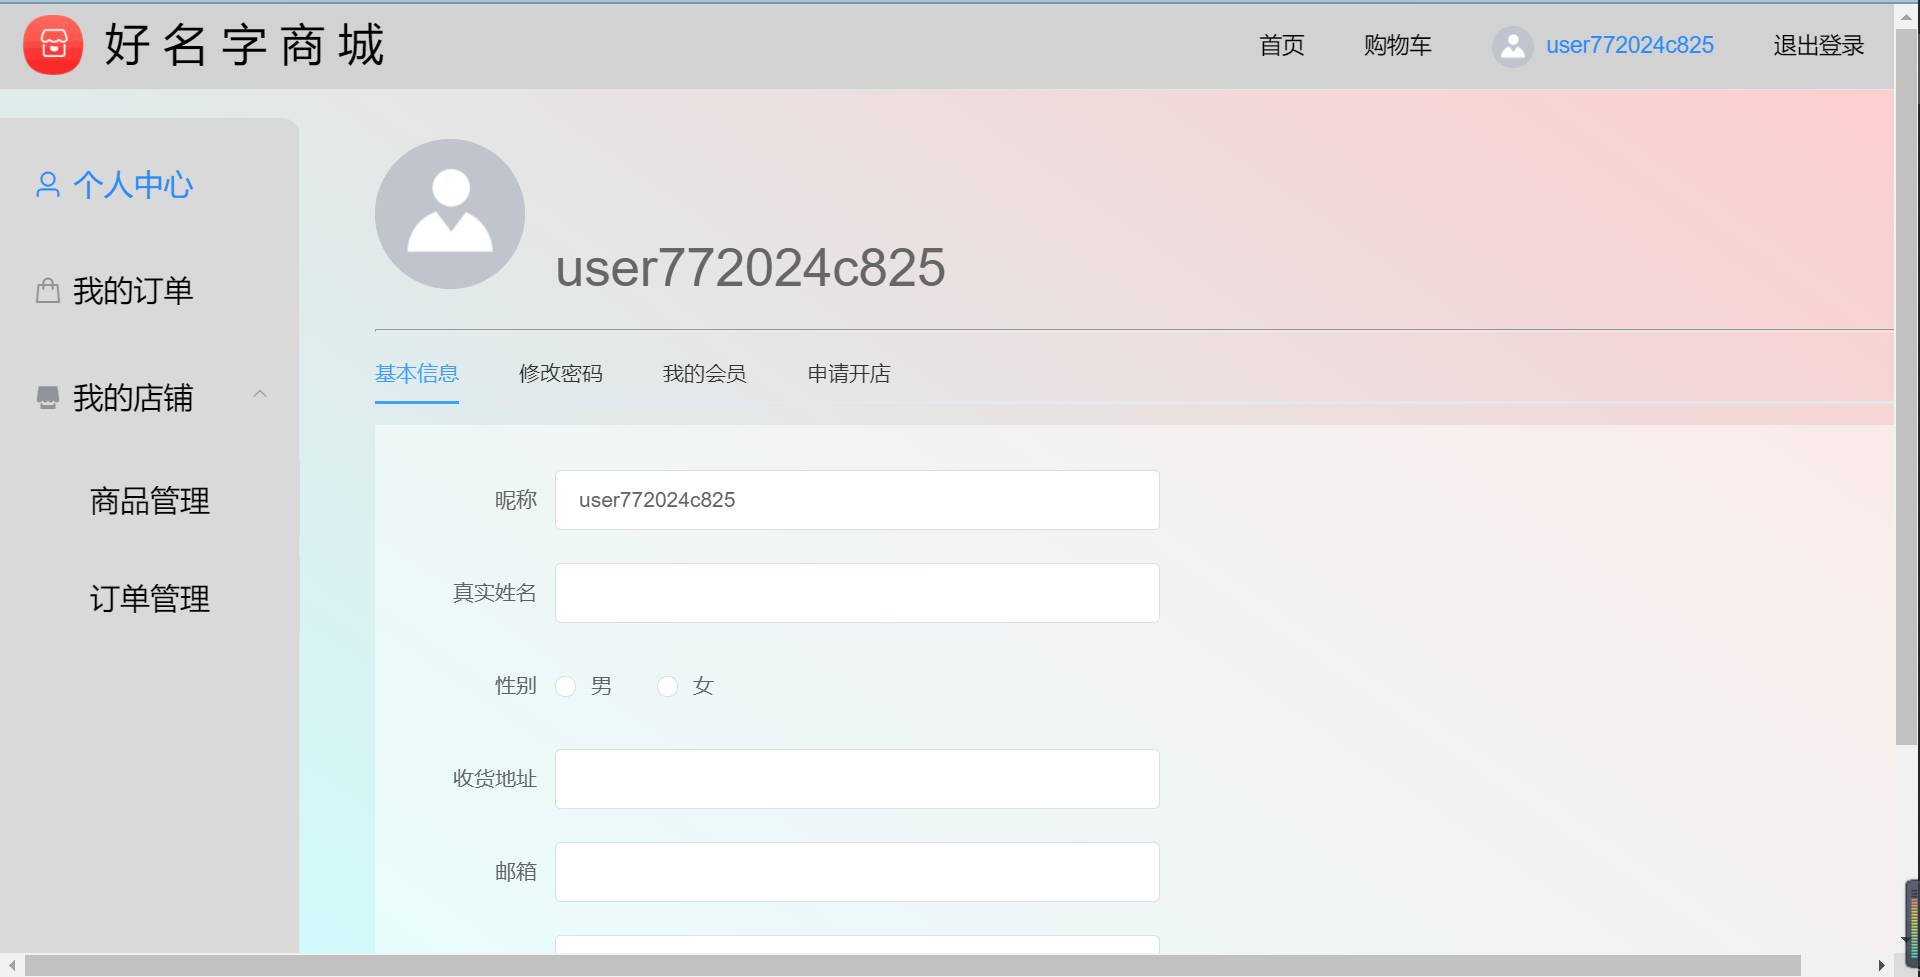 好名字商城
首页 购物车 user772024c825 退出登录
个人中心
我的订单
我的店铺
商品管理
订单管理
user772024c825
基本信息 修改密码 我的会员 申请开店
昵称 user772024c825
真实姓名
性别 男 女
收货地址
邮箱